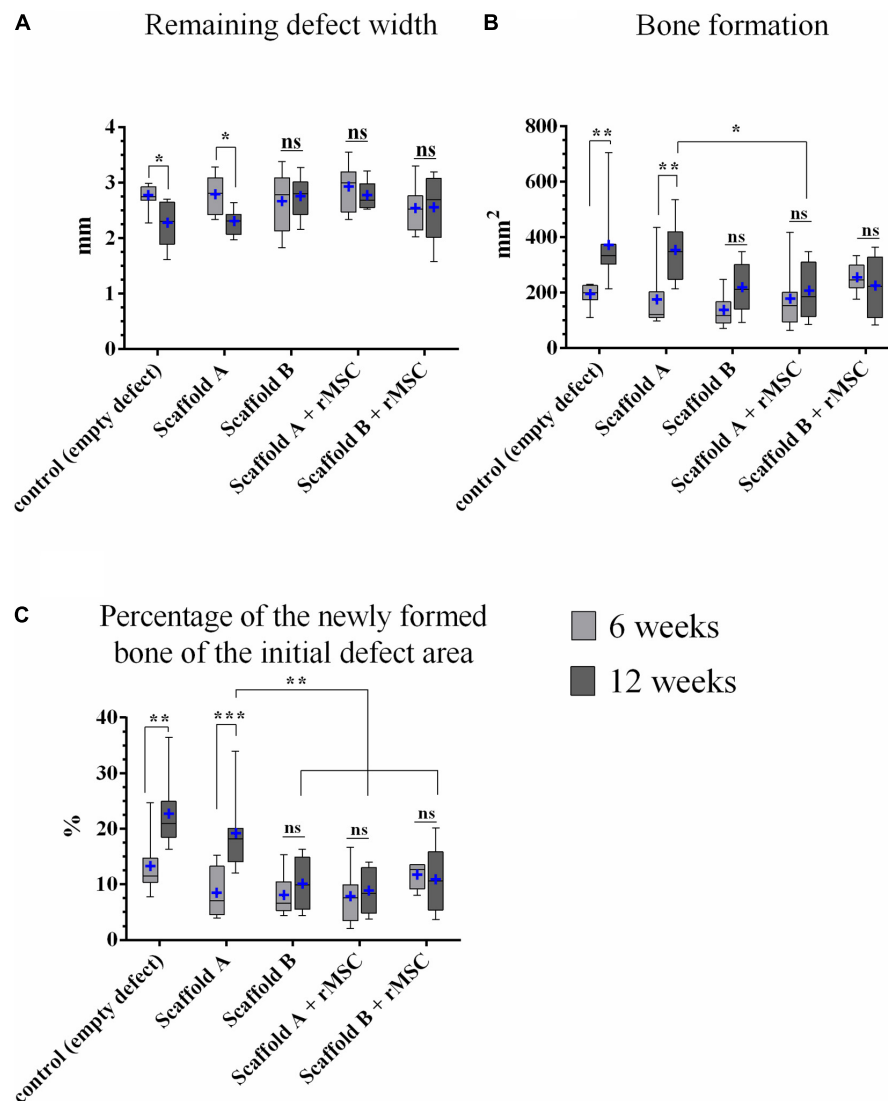 A
Remaining defect width
B
Bone formation
mm
4
3
2
1
0
*
*
ns
ns
ns
control (empty defect)
Scaffold A
Scaffold B
Scaffold A + rMSC
Scaffold B + rMSC
mm²
800
600
400
200
0
**
**
*
ns
ns
ns
control (empty defect)
Scaffold A
Scaffold B
Scaffold A + rMSC
Scaffold B + rMSC
C
Percentage of the newly formed
bone of the initial defect area
6 weeks
12 weeks
%
40
30
20
10
0
**
***
**
ns
ns
ns
control (empty defect)
Scaffold A
Scaffold B
Scaffold A + rMSC
Scaffold B + rMSC